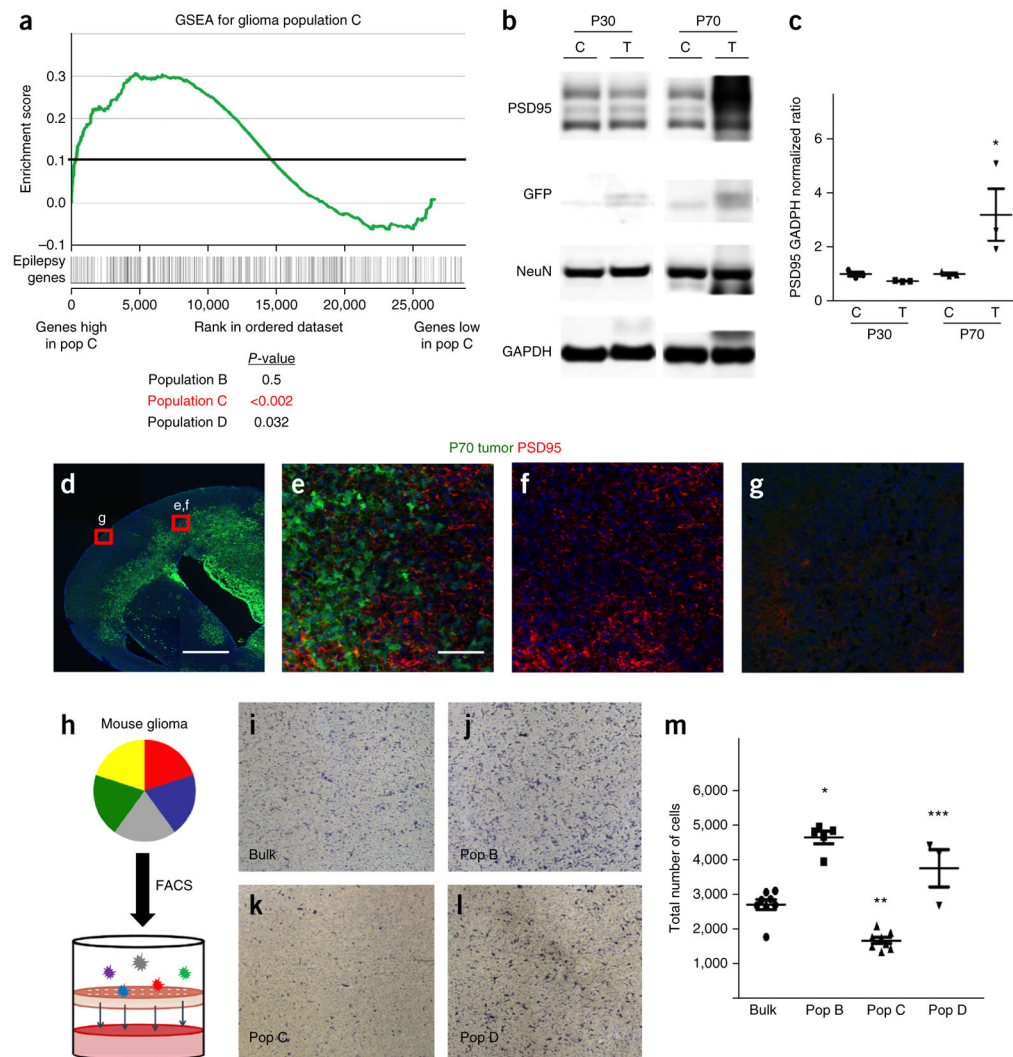 a
GSEA for glioma population C
Enrichment score
0.3
0.2
0.1
0.0
–0.1
Epilepsy
genes
0
5,000
10,000
15,000
20,000
25,000
Genes high
in pop C
Rank in ordered dataset
Genes low
in pop C
P-value
Population B 0.5
Population C <0.002
Population D 0.032
b
P30 P70
C T C T
PSD95
GFP
NeuN
GAPDH
c
PSD95 GADPH normalized ratio
6
4
2
0
*
C T C T
P30 P70
P70 tumor PSD95
d
g
e,f
e
f
g
h
Mouse glioma
FACS
i
Bulk
j
Pop B
k
Pop C
l
Pop D
m
Total number of cells
6,000
5,000
4,000
3,000
2,000
1,000
*
**
***
Bulk Pop B Pop C Pop D